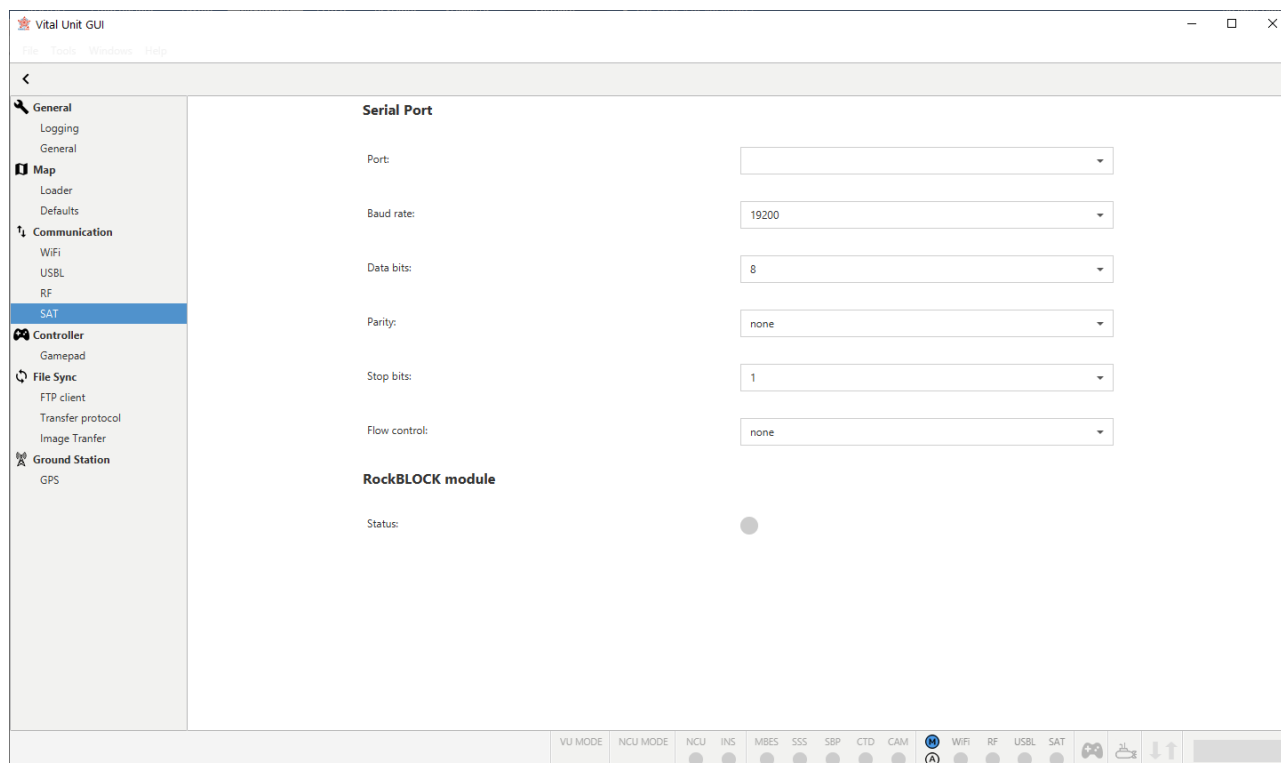 Vital Unit GUI
File Tools Windows Help
General
Logging
General
Map
Loader
Defaults
Communication
WiFi
USBL
RF
SAT
Controller
Gamepad
File Sync
FTP client
Transfer protocol
Image Tranfer
Ground Station
GPS
Serial Port
Port:
Baud rate: 19200
Data bits: 8
Parity: none
Stop bits: 1
Flow control: none
RockBLOCK module
Status:
VU MODE NCU MODE NCU INS MBES SSS SBP CTD CAM M WiFi RF USBL SAT
A